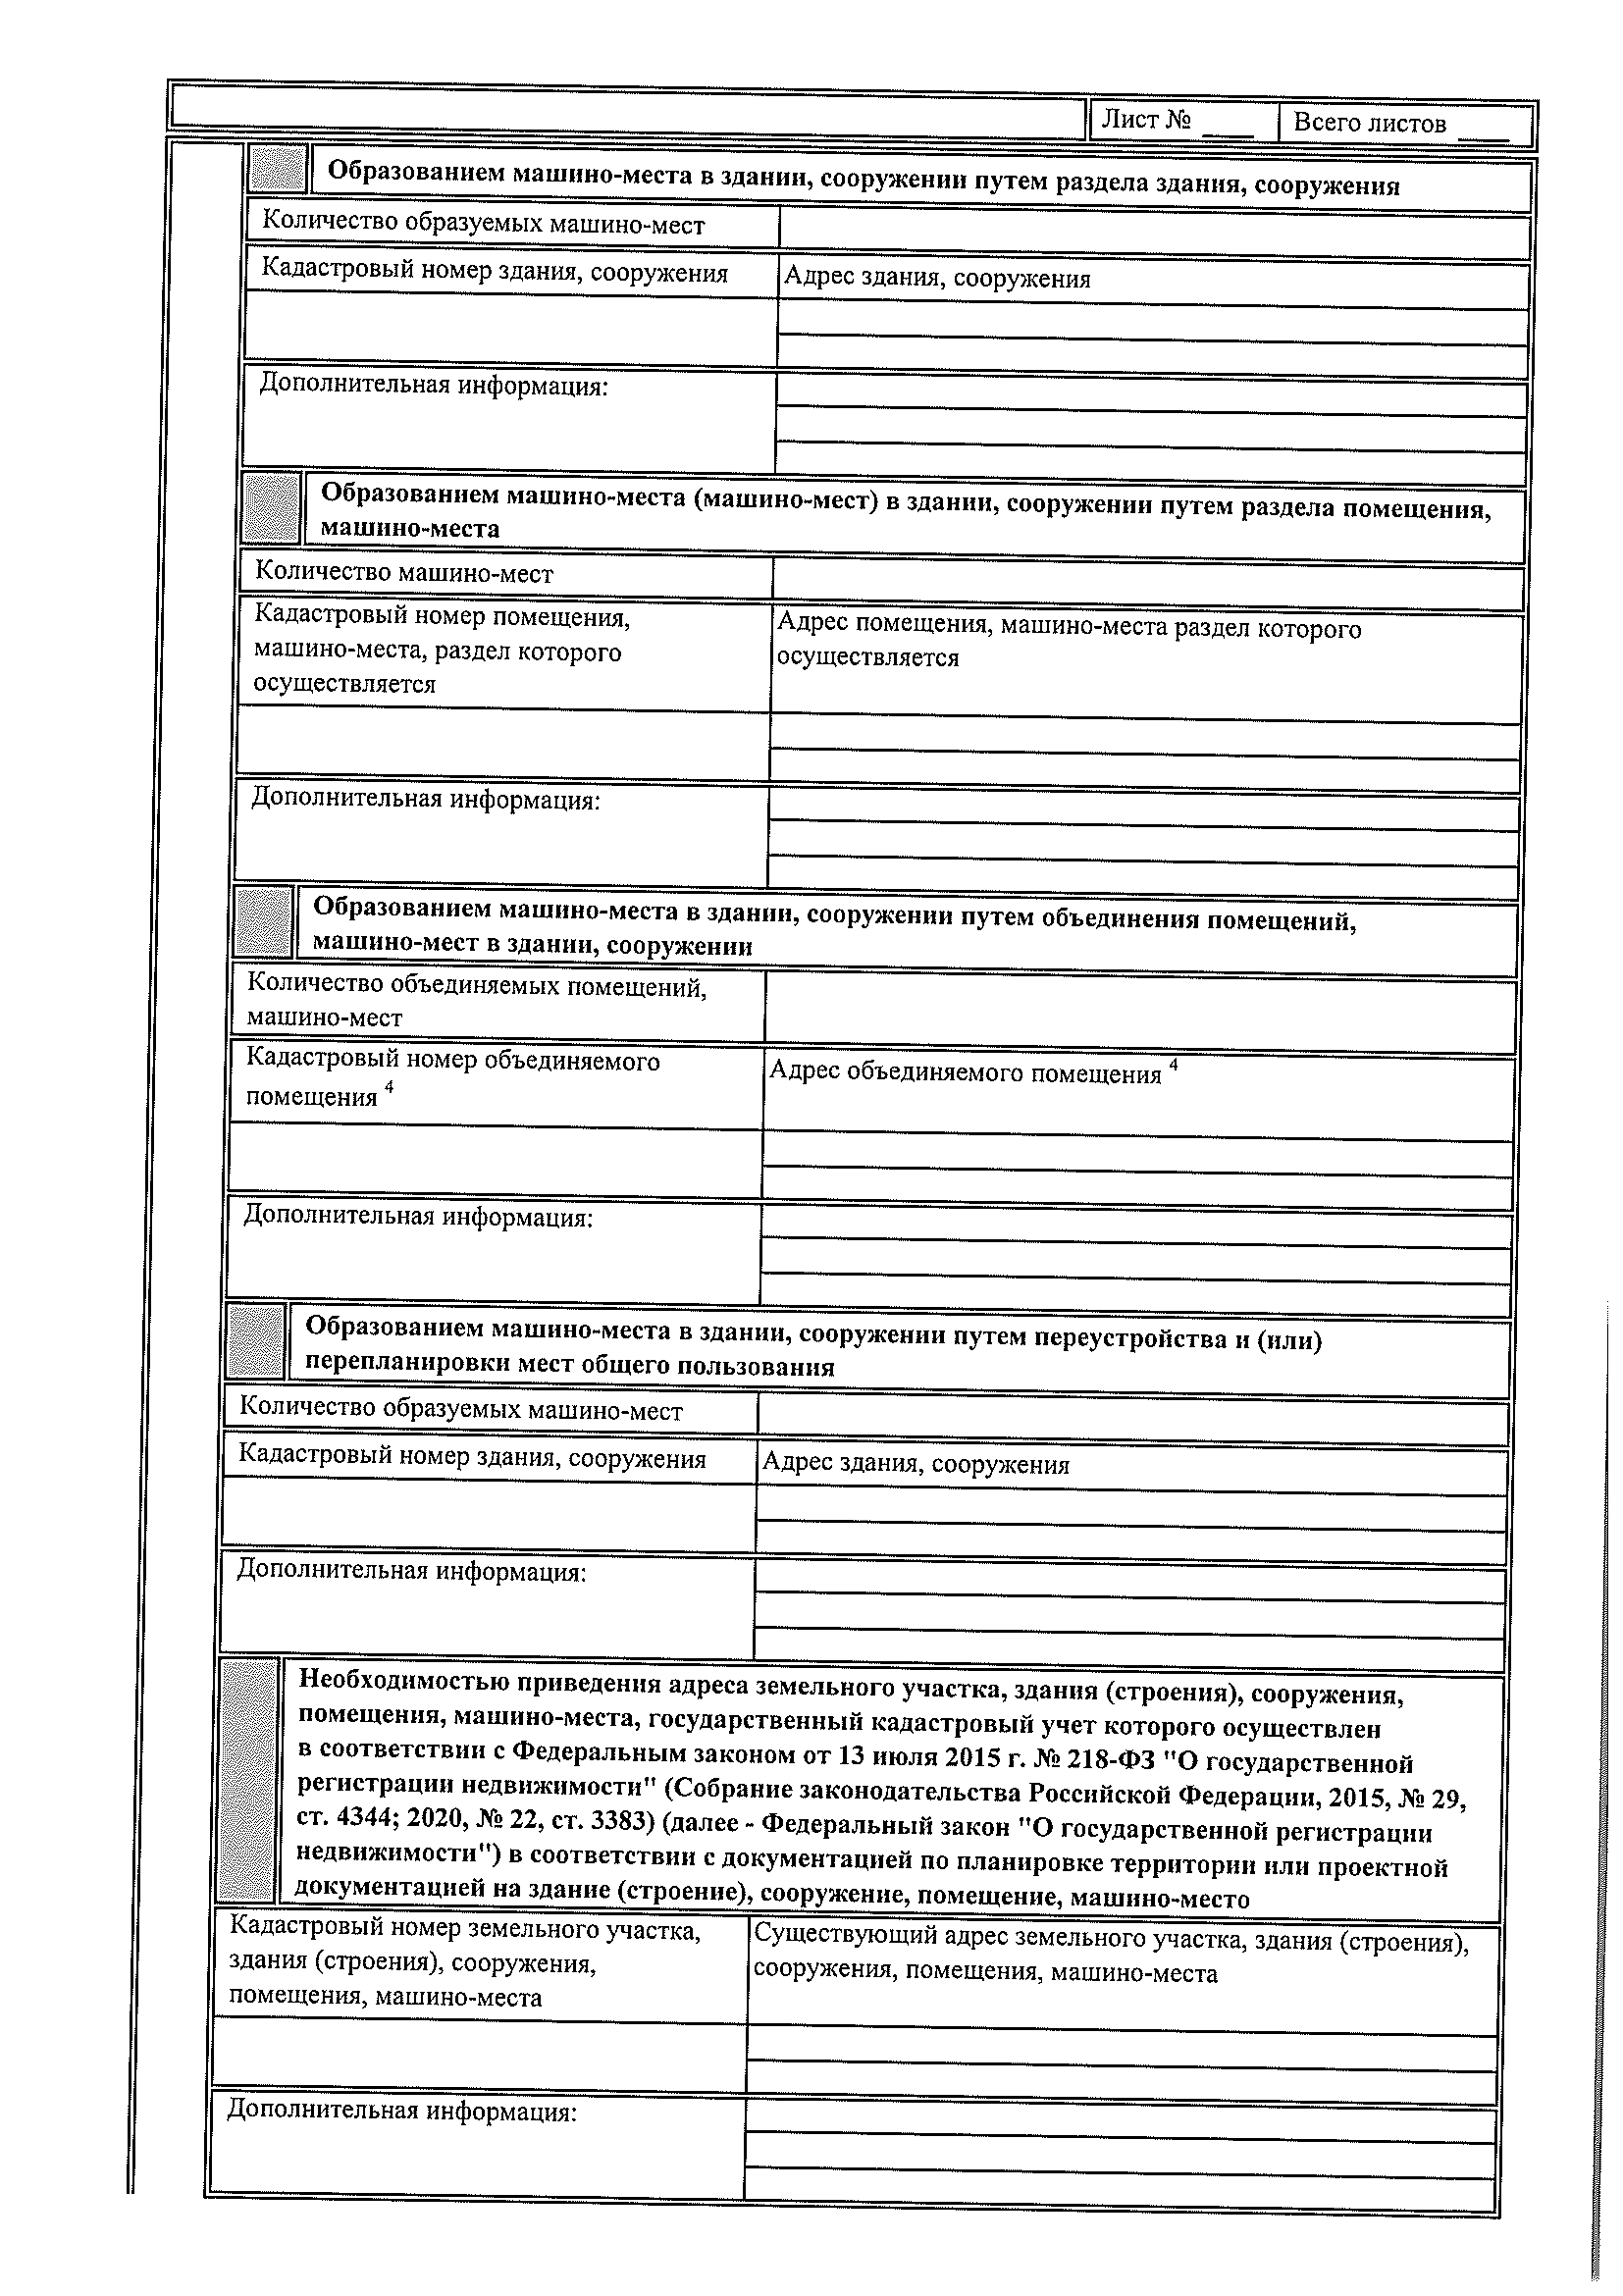 Лист № ____ Всего листов ____
Образованием машино-места в здании, сооружении путем раздела здания, сооружения
Количество образуемых машино-мест
Кадастровый номер здания, сооружения
Адрес здания, сооружения
Дополнительная информация:
Образованием машино-места (машино-мест) в здании, сооружении путем раздела помещения,
машино-места
Количество машино-мест
Кадастровый номер помещения,
машино-места, раздел которого
осуществляется
Адрес помещения, машино-места раздел которого
осуществляется
Дополнительная информация:
Образованием машино-места в здании, сооружении путем объединения помещений,
машино-мест в здании, сооружении
Количество объединяемых помещений,
машино-мест
Кадастровый номер объединяемого
помещения 4
Адрес объединяемого помещения 4
Дополнительная информация:
Образованием машино-места в здании, сооружении путем переустройства и (или)
перепланировки мест общего пользования
Количество образуемых машино-мест
Кадастровый номер здания, сооружения
Адрес здания, сооружения
Дополнительная информация:
Необходимостью приведения адреса земельного участка, здания (строения), сооружения,
помещения, машино-места, государственный кадастровый учет которого осуществлен
в соответствии с Федеральным законом от 13 июля 2015 г. № 218-ФЗ "О государственной
регистрации недвижимости" (Собрание законодательства Российской Федерации, 2015, № 29,
ст. 4344; 2020, № 22, ст. 3383) (далее - Федеральный закон "О государственной регистрации
недвижимости") в соответствии с документацией по планировке территории или проектной
документацией на здание (строение), сооружение, помещение, машино-место
Кадастровый номер земельного участка,
здания (строения), сооружения,
помещения, машино-места
Существующий адрес земельного участка, здания (строения),
сооружения, помещения, машино-места
Дополнительная информация: